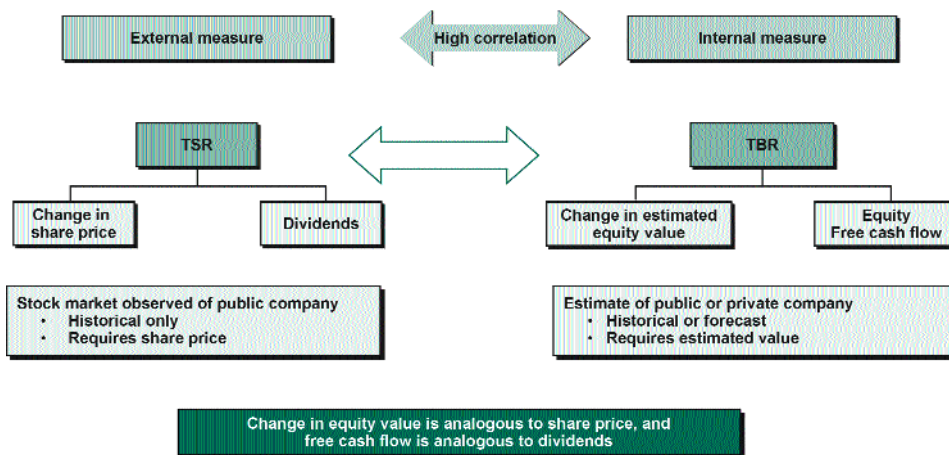 External measure
High correlation
Internal measure
TSR
TBR
Change in
share price
Dividends
Change in estimated
equity value
Equity
Free cash flow
Stock market observed of public company
• Historical only
• Requires share price
Estimate of public or private company
• Historical or forecast
• Requires estimated value
Change in equity value is analogous to share price, and
free cash flow is analogous to dividends